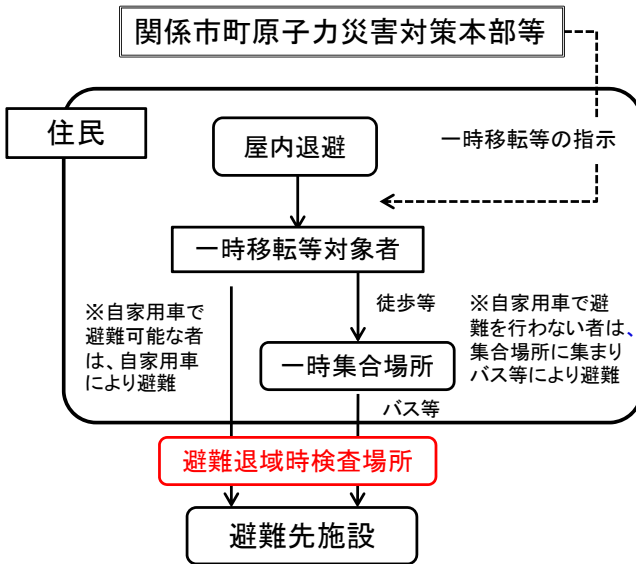 関係市町原子力災害対策本部等
住民
屋内退避
一時移転等の指示
一時移転等対象者
※自家用車で
避難可能な者
は、自家用車
により避難
徒歩等
※自家用車で避
難を行わない者は、
集合場所に集まり
バス等により避難
一時集合場所
バス等
避難退域時検査場所
避難先施設